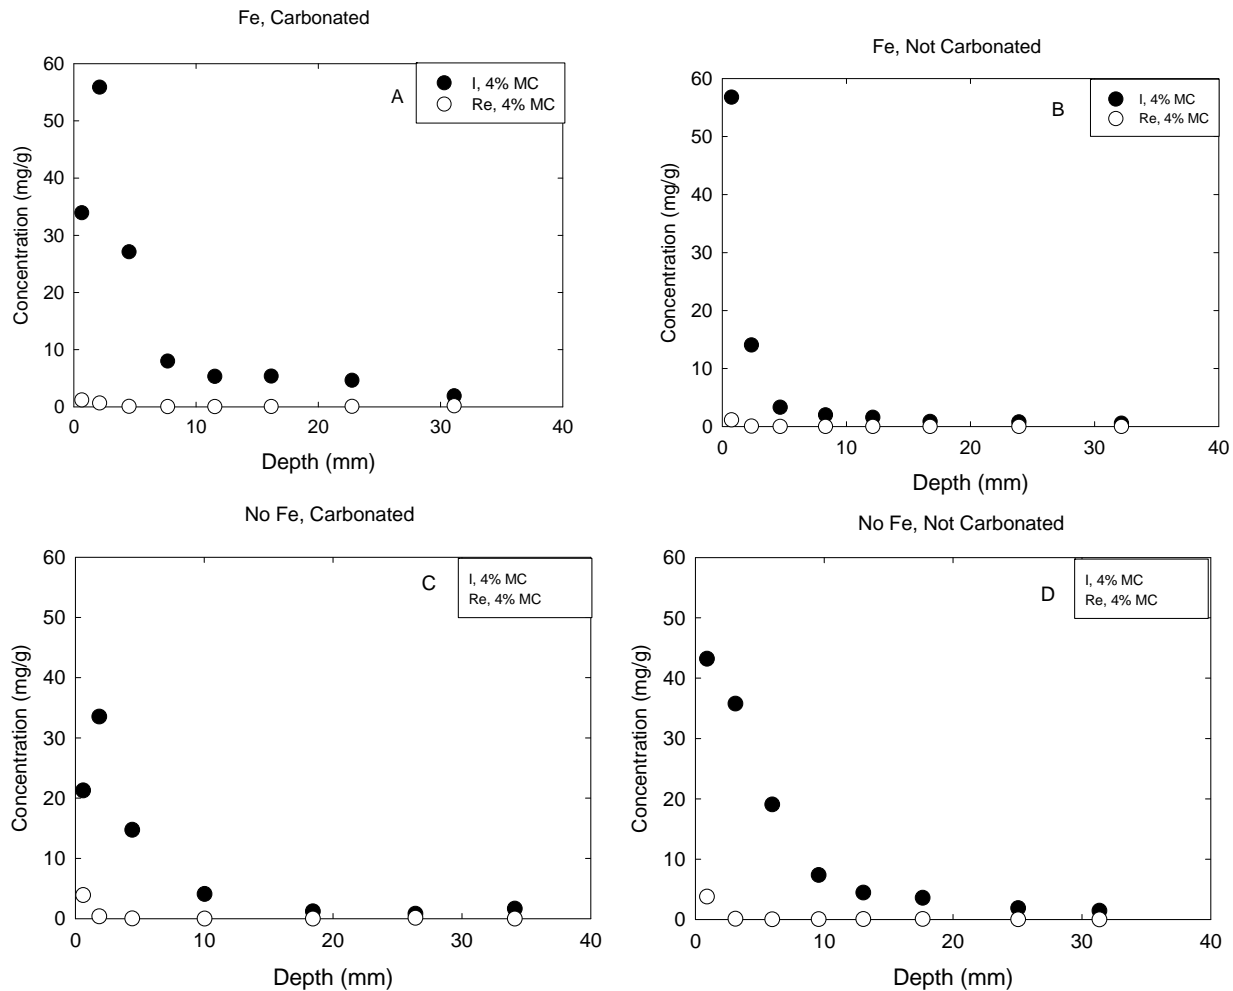 Fe, Carbonated
60
50
40
30
20
10
0
0
10
20
30
40
Concentration (mg/g)
Depth (mm)
A
I, 4% MC
Re, 4% MC
Fe, Not Carbonated
60
50
40
30
20
10
0
0
10
20
30
40
Concentration (mg/g)
Depth (mm)
B
I, 4% MC
Re, 4% MC
No Fe, Carbonated
60
50
40
30
20
10
0
0
10
20
30
40
Concentration (mg/g)
Depth (mm)
C
I, 4% MC
Re, 4% MC
No Fe, Not Carbonated
60
50
40
30
20
10
0
0
10
20
30
40
Concentration (mg/g)
Depth (mm)
D
I, 4% MC
Re, 4% MC